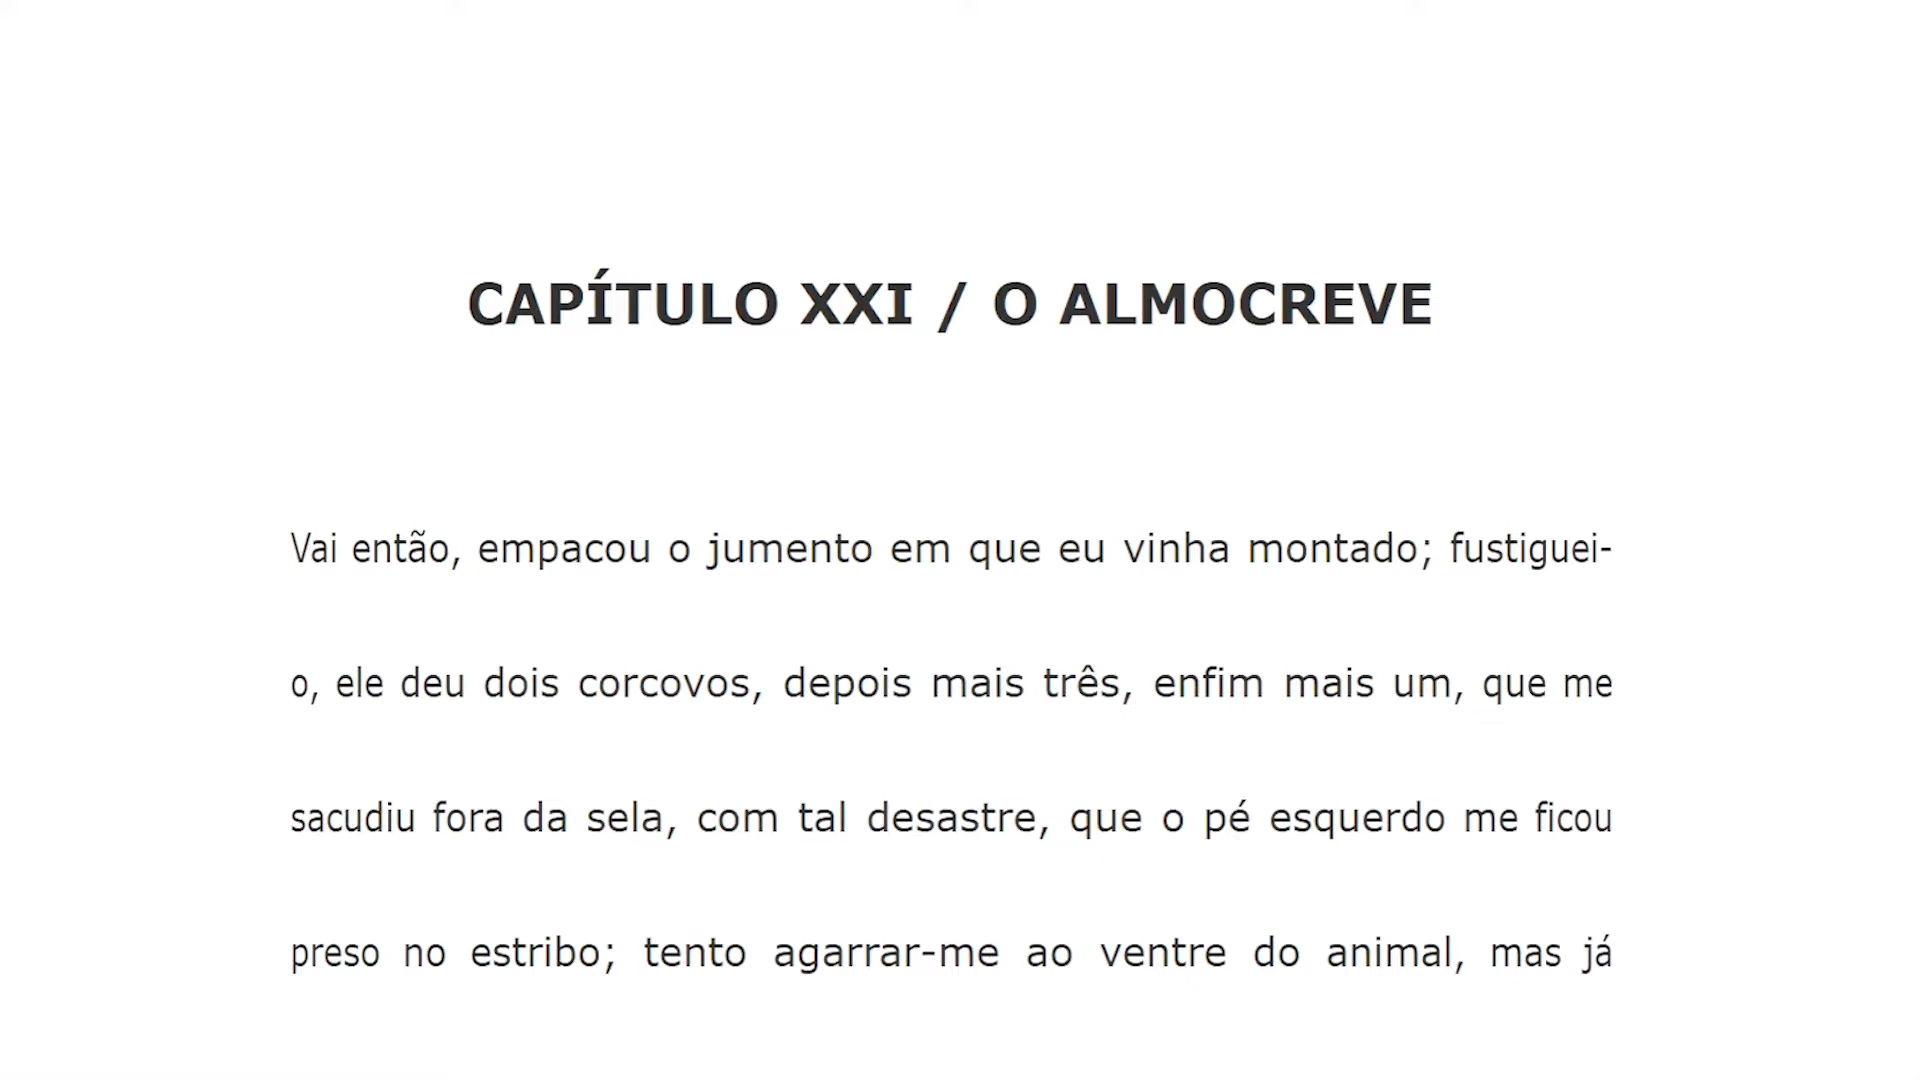 CAPÍTULO XXI / O ALMOCREVE
Vai então, empacou o jumento em que eu vinha montado; fustiguei-
o, ele deu dois corcovos, depois mais três, enfim mais um, que me
sacudiu fora da sela, com tal desastre, que o pé esquerdo me ficou
preso no estribo; tento agarrar-me ao ventre do animal, mas já